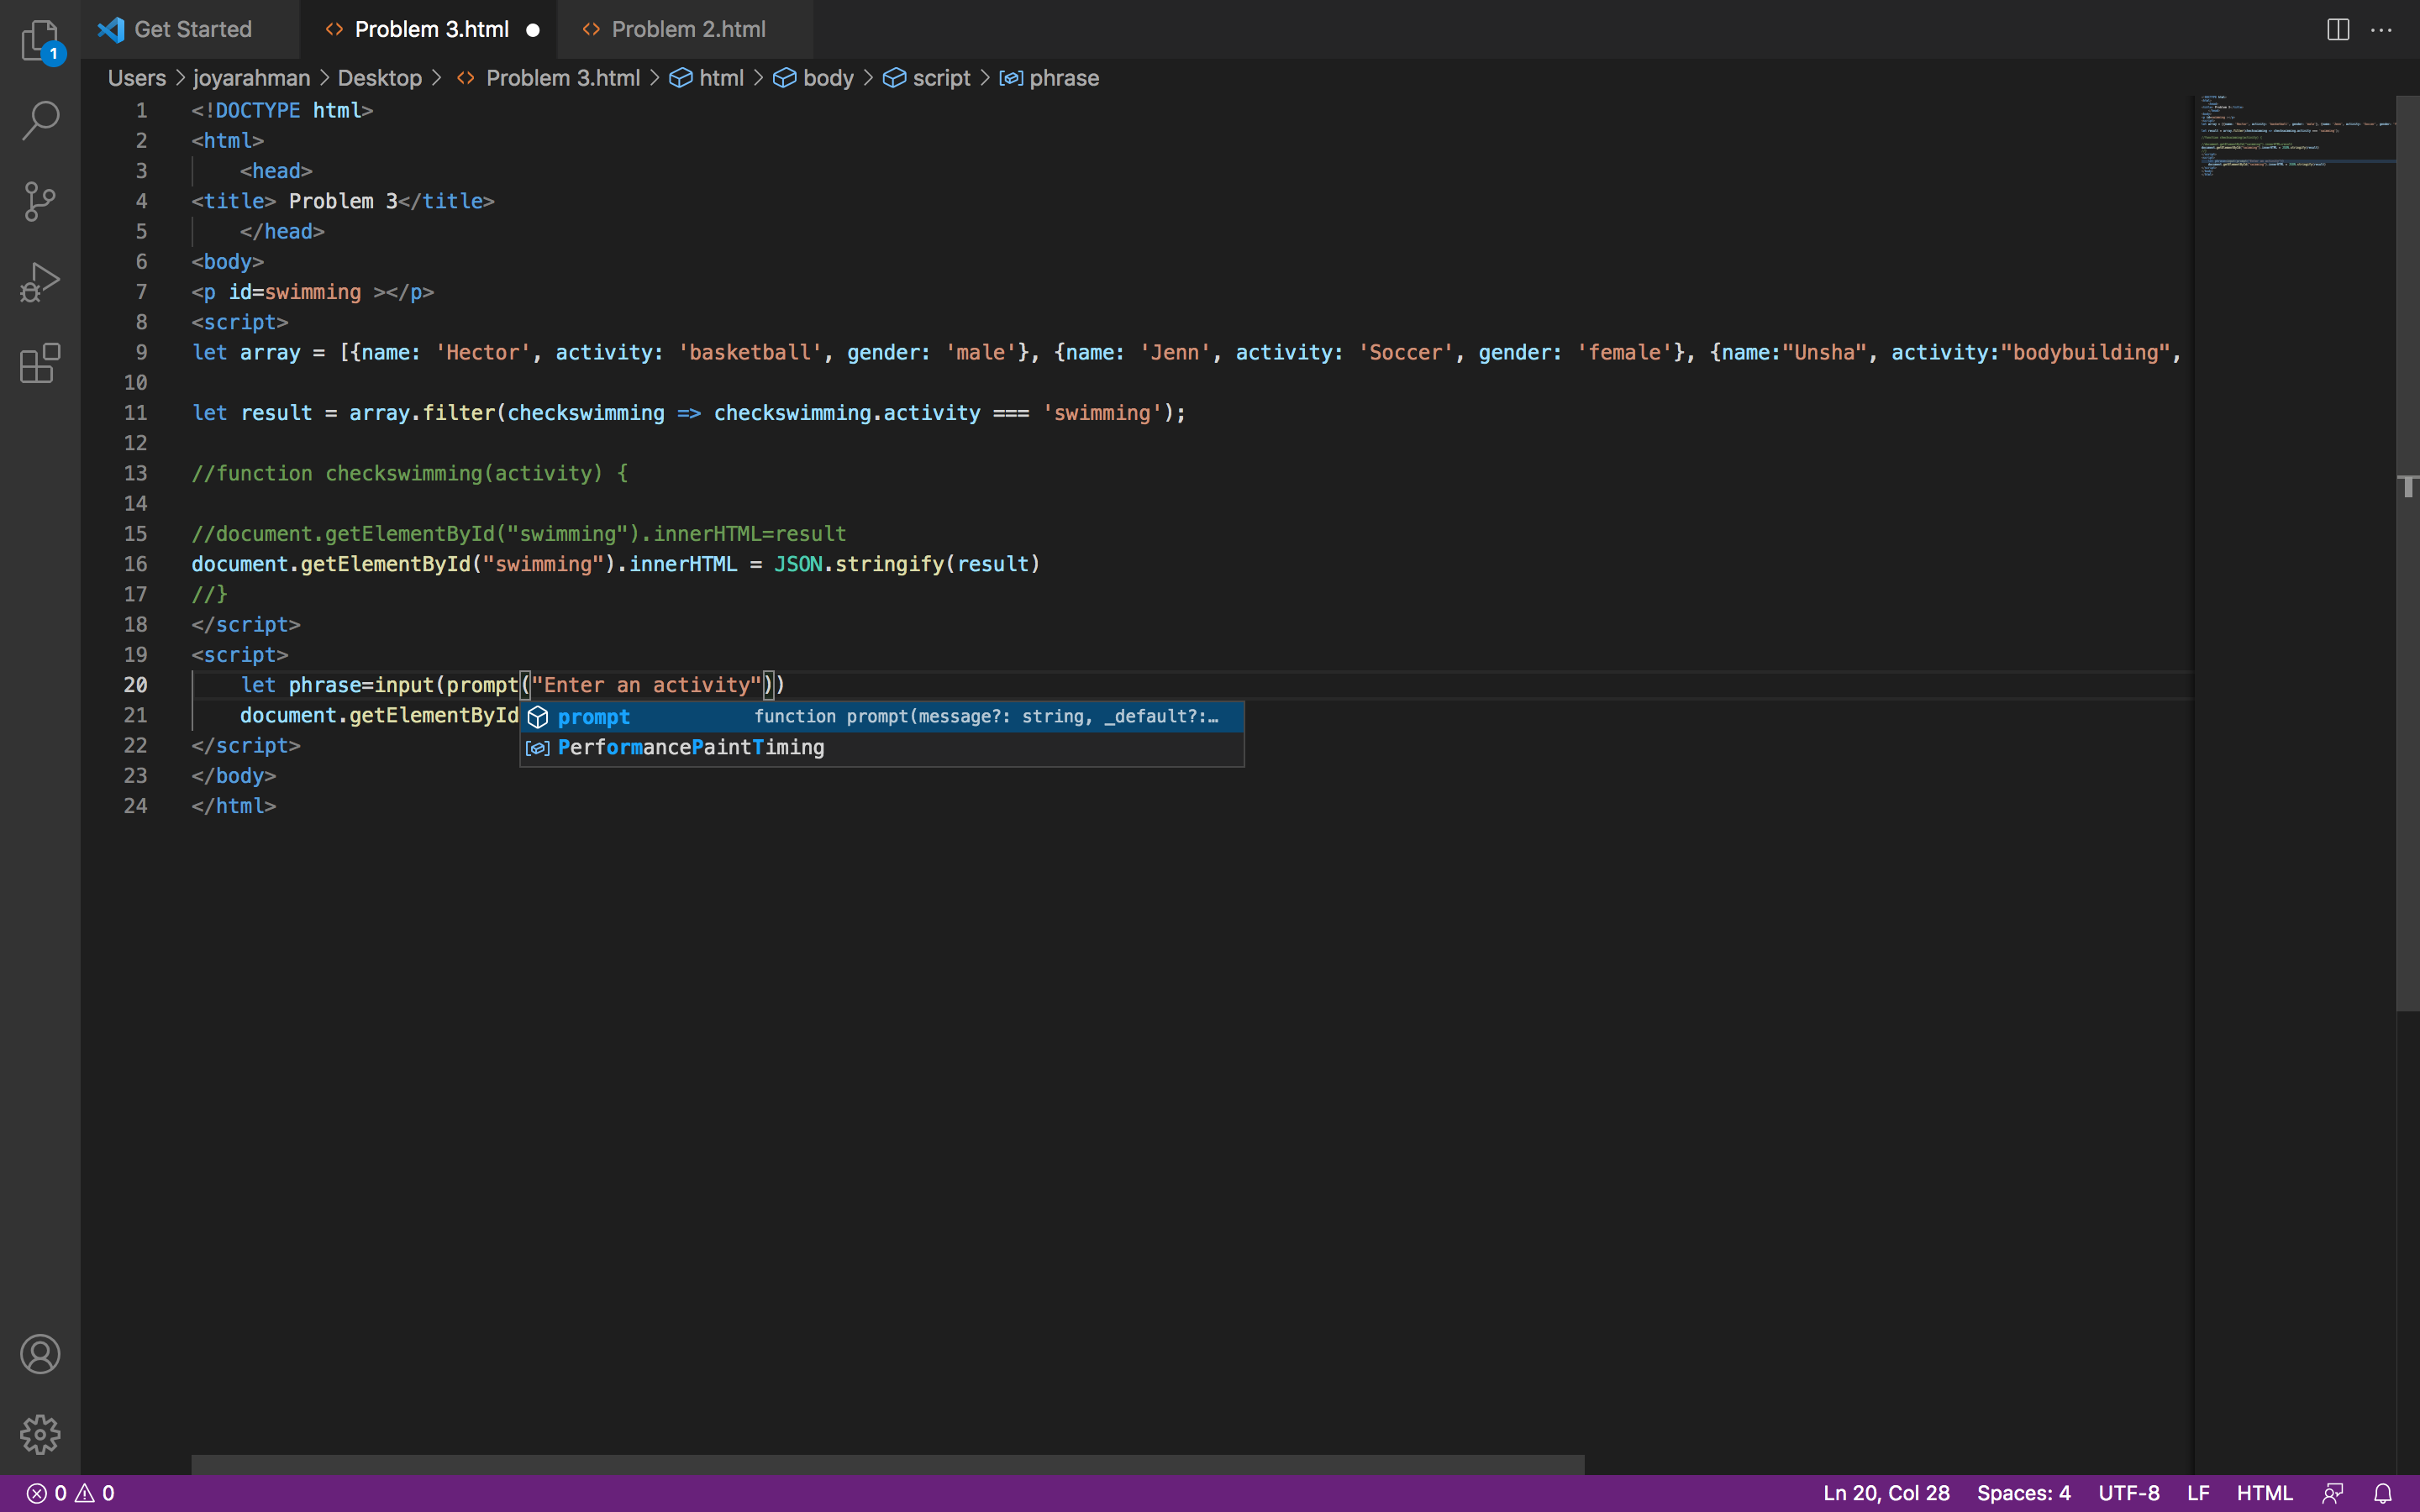 1
Get Started
<> Problem 3.html ●
<> Problem 2.html
...
Users > joyarahman > Desktop > <> Problem 3.html > html > body > script > phrase
1 <!DOCTYPE html>
2 <html>
3 <head>
4 <title> Problem 3</title>
5 </head>
6 <body>
7 <p id=swimming ></p>
8 <script>
9 let array = [{name: 'Hector', activity: 'basketball', gender: 'male'}, {name: 'Jenn', activity: 'Soccer', gender: 'female'}, {name:"Unsha", activity:"bodybuilding",
10
11 let result = array.filter(checkswimming => checkswimming.activity === 'swimming');
12
13 //function checkswimming(activity) {
14
15 //document.getElementById("swimming").innerHTML=result
16 document.getElementById("swimming").innerHTML = JSON.stringify(result)
17 //}
18 </script>
19 <script>
20 let phrase=input(prompt("Enter an activity"))
21 document.getElementById
prompt function prompt(message?: string, _default?:…
PerformancePaintTiming
22 </script>
23 </body>
24 </html>
0 0
Ln 20, Col 28 Spaces: 4 UTF-8 LF HTML